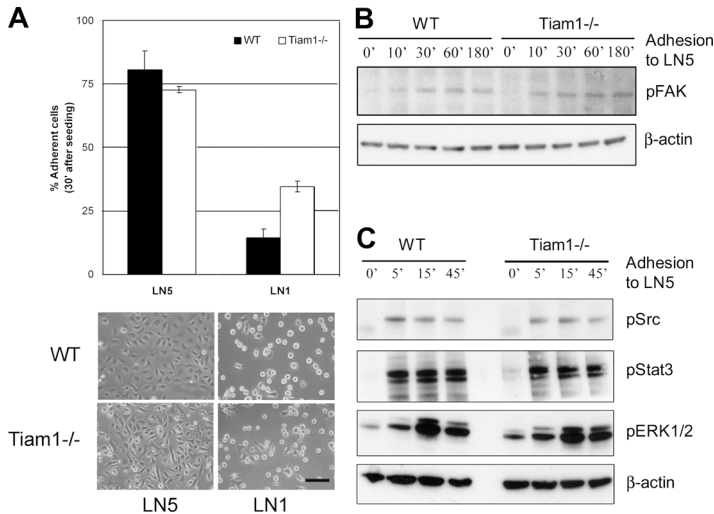 A
100
75
50
25
0
% Adherent cells
(30' after seeding)
WT
Tiam1-/-
LN5
LN1
WT
Tiam1-/-
LN5
LN1
B
WT
Tiam1-/-
0' 10' 30' 60' 180' 0' 10' 30' 60' 180'
Adhesion
to LN5
pFAK
β-actin
C
WT
Tiam1-/-
0' 5' 15' 45' 0' 5' 15' 45'
Adhesion
to LN5
pSrc
pStat3
pERK1/2
β-actin